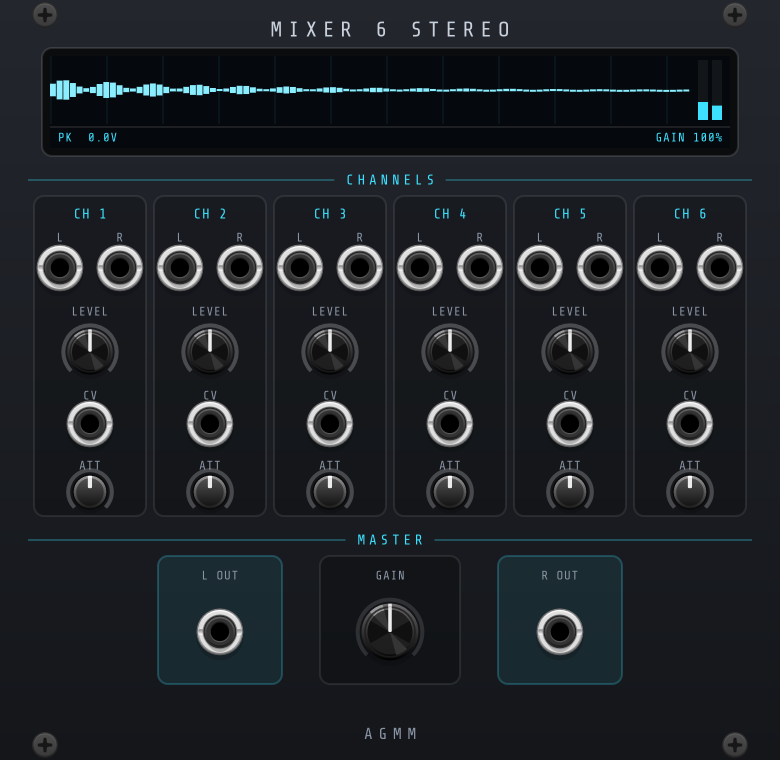 MIXER 6 STEREO
PK 0.0V GAIN 100%
CHANNELS
CH 1 CH 2 CH 3 CH 4 CH 5 CH 6
L R L R L R L R L R L R
LEVEL LEVEL LEVEL LEVEL LEVEL LEVEL
CV CV CV CV CV CV
ATT ATT ATT ATT ATT ATT
MASTER
L OUT GAIN R OUT
AGMM